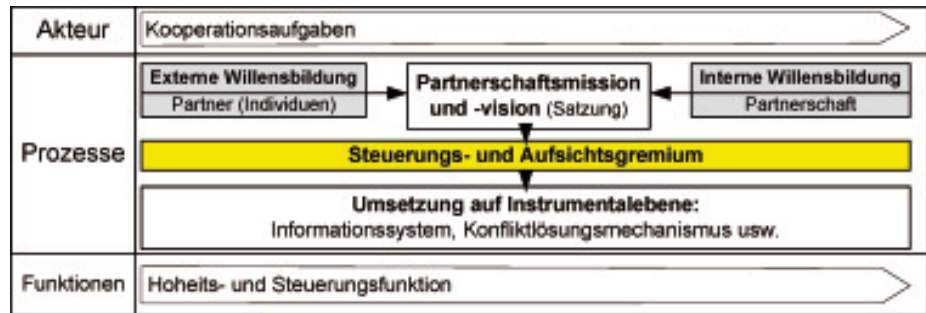 Akteur
Kooperationsaufgaben
Prozesse
Externe Willensbildung
Partner (Individuen)
Partnerschaftsmission
und -vision (Satzung)
Interne Willensbildung
Partnerschaft
Steuerungs- und Aufsichtsgremium
Umsetzung auf Instrumentalebene:
Informationssystem, Konfliktlösungsmechanismus usw.
Funktionen
Hoheits- und Steuerungsfunktion